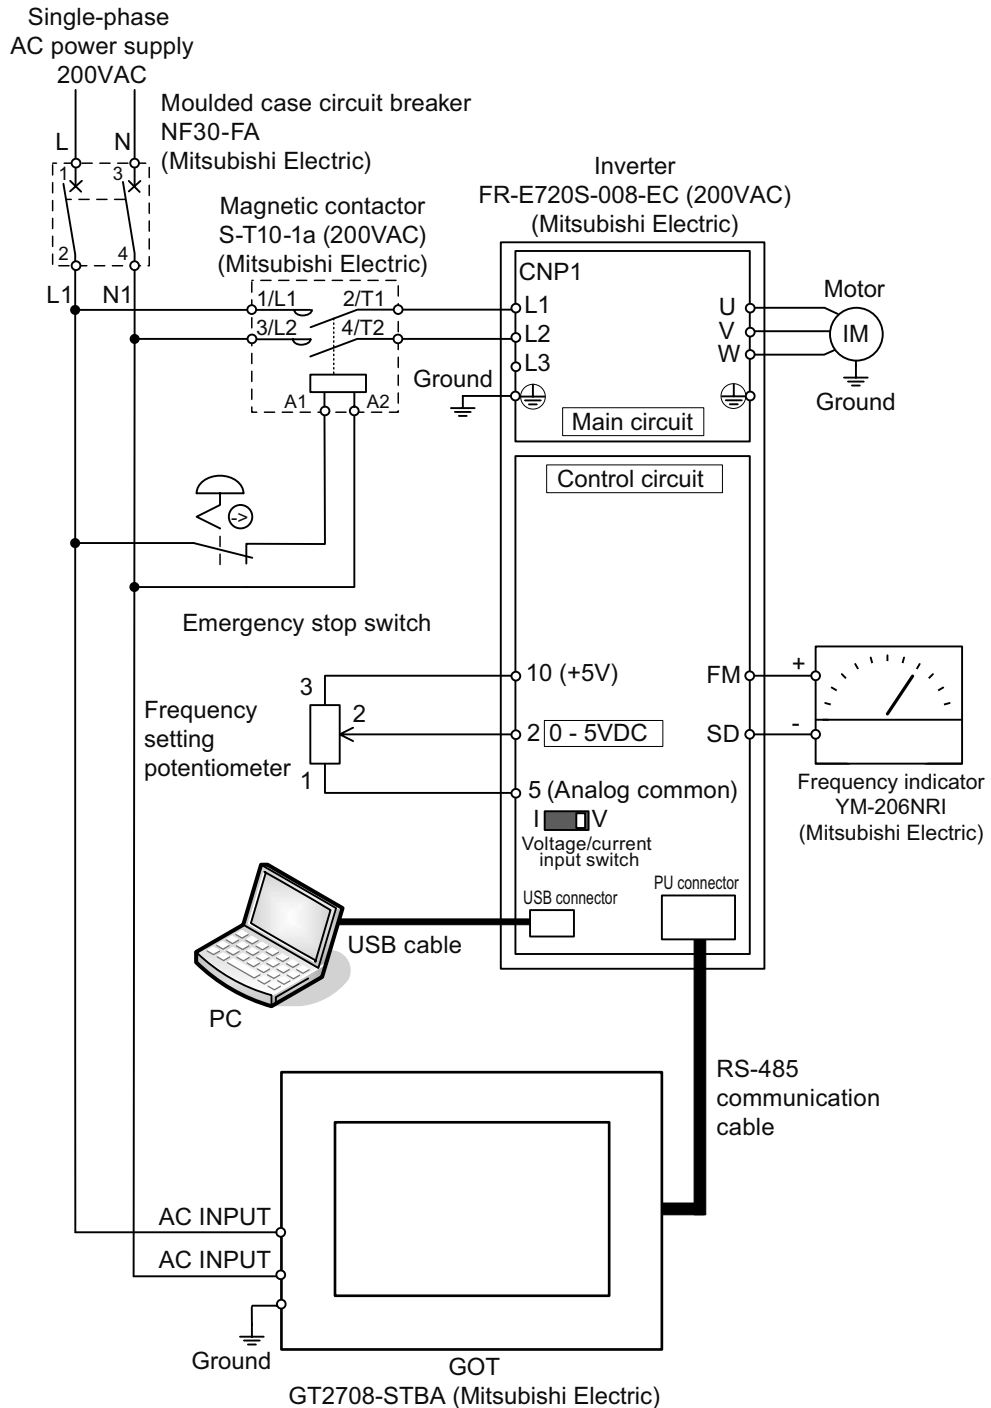 Single-phase
AC power supply
200VAC
Moulded case circuit breaker
NF30-FA
(Mitsubishi Electric)
L
N
1
3
2
4
L1
N1
Magnetic contactor
S-T10-1a (200VAC)
(Mitsubishi Electric)
1/L1
2/T1
3/L2
4/T2
A1
A2
Inverter
FR-E720S-008-EC (200VAC)
(Mitsubishi Electric)
CNP1
L1
L2
L3
Ground
U
V
W
Motor
IM
Ground
Main circuit
Control circuit
->
Emergency stop switch
Frequency
setting
potentiometer
3
2
1
10 (+5V)
2 0 - 5VDC
5 (Analog common)
I V
Voltage/current
input switch
FM
SD
+
-
Frequency indicator
YM-206NRI
(Mitsubishi Electric)
USB connector
PU connector
USB cable
PC
RS-485
communication
cable
AC INPUT
AC INPUT
Ground
GOT
GT2708-STBA (Mitsubishi Electric)